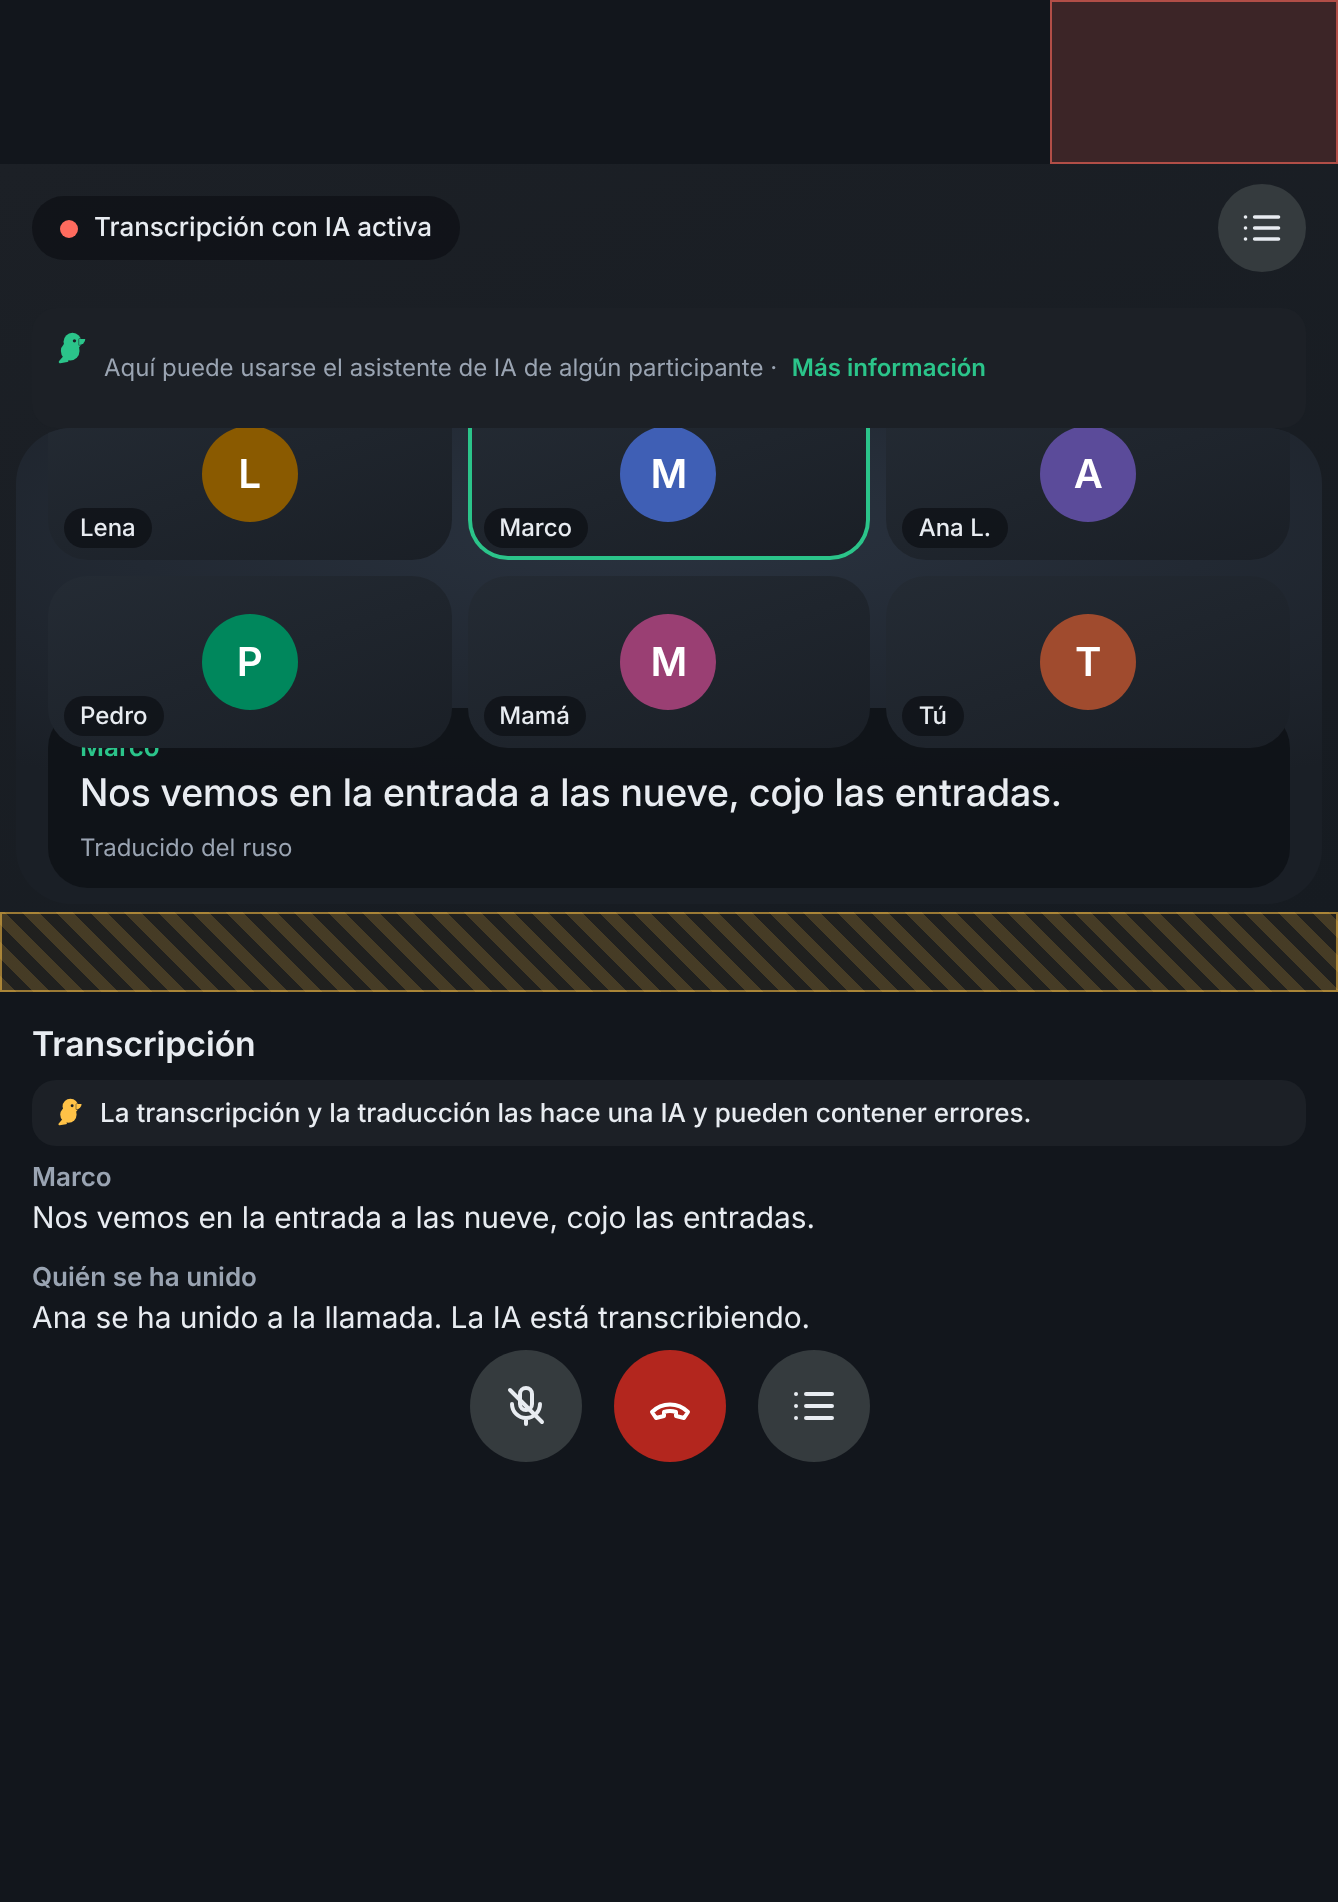 Transcripción con IA activa
Aquí puede usarse el asistente de IA de algún participante · Más información
L
M
A
Lena
Marco
Ana L.
P
M
T
Pedro
Mamá
Tú
Marco
Nos vemos en la entrada a las nueve, cojo las entradas.
Traducido del ruso
Transcripción
La transcripción y la traducción las hace una IA y pueden contener errores.
Marco
Nos vemos en la entrada a las nueve, cojo las entradas.
Quién se ha unido
Ana se ha unido a la llamada. La IA está transcribiendo.